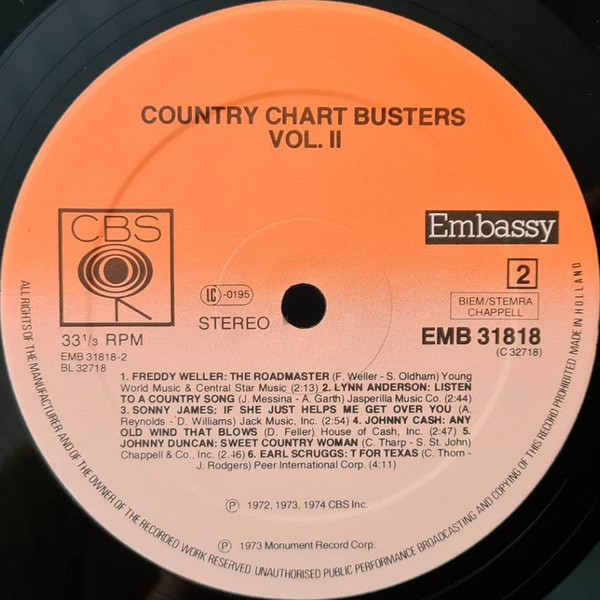 COUNTRY CHART BUSTERS
VOL. II
CBS
Embassy
2
LC-0195
BIEM/STEMRA
CHAPPELL
STEREO
33 1/3 RPM
EMB 31818
(C 32718)
EMB 31818-2
BL 32718
1. FREDDY WELLER: THE ROADMASTER (F. Weller - S. Oldham) Young
World Music & Central Star Music (2:13) 2. LYNN ANDERSON: LISTEN
TO A COUNTRY SONG (J. Messina - A. Garth) Jasperilla Music Co. (2:44)
3. SONNY JAMES; IF SHE JUST HELPS ME GET OVER YOU (A.
Reynolds - D. Williams) Jack Music, Inc. (2:54) 4. JOHNNY CASH: ANY
OLD WIND THAT BLOWS (D. Feller) House of Cash, Inc. (2:47) 5.
JOHNNY DUNCAN: SWEET COUNTRY WOMAN (C. Tharp - S. St. John)
Chappell & Co., Inc. (2:46) 6. EARL SCRUGGS: T FOR TEXAS (C. Thom -
J. Rodgers) Peer International Corp. (4:11)
Ⓟ 1972, 1973, 1974 CBS Inc.
Ⓟ 1973 Monument Record Corp.
ALL RIGHTS OF THE MANUFACTURER AND OF THE OWNER OF THE RECORDED WORK RESERVED · UNAUTHORISED PUBLIC PERFORMANCE BROADCASTING AND COPYING OF THIS RECORD PROHIBITED. MADE IN HOLLAND